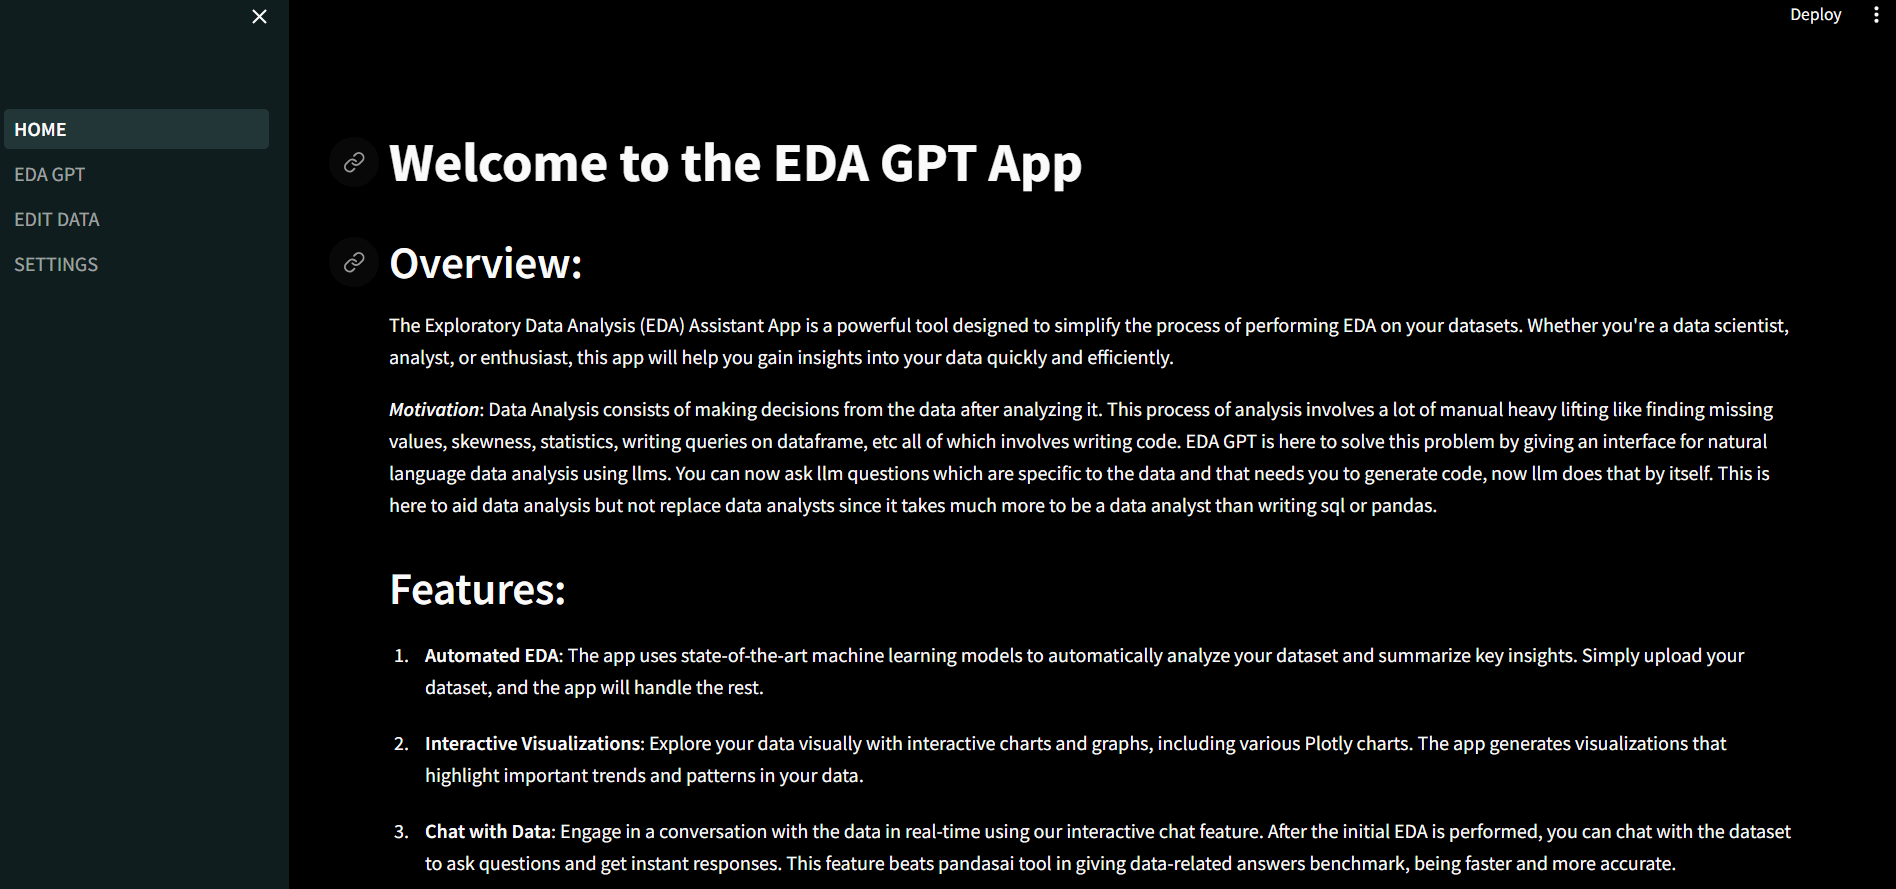 Deploy
HOME
EDA GPT
EDIT DATA
SETTINGS
Welcome to the EDA GPT App
Overview:
The Exploratory Data Analysis (EDA) Assistant App is a powerful tool designed to simplify the process of performing EDA on your datasets. Whether you're a data scientist,
analyst, or enthusiast, this app will help you gain insights into your data quickly and efficiently.
Motivation: Data Analysis consists of making decisions from the data after analyzing it. This process of analysis involves a lot of manual heavy lifting like finding missing
values, skewness, statistics, writing queries on dataframe, etc all of which involves writing code. EDA GPT is here to solve this problem by giving an interface for natural
language data analysis using llms. You can now ask llm questions which are specific to the data and that needs you to generate code, now llm does that by itself. This is
here to aid data analysis but not replace data analysts since it takes much more to be a data analyst than writing sql or pandas.
Features:
1. Automated EDA: The app uses state-of-the-art machine learning models to automatically analyze your dataset and summarize key insights. Simply upload your
dataset, and the app will handle the rest.
2. Interactive Visualizations: Explore your data visually with interactive charts and graphs, including various Plotly charts. The app generates visualizations that
highlight important trends and patterns in your data.
3. Chat with Data: Engage in a conversation with the data in real-time using our interactive chat feature. After the initial EDA is performed, you can chat with the dataset
to ask questions and get instant responses. This feature beats pandasai tool in giving data-related answers benchmark, being faster and more accurate.